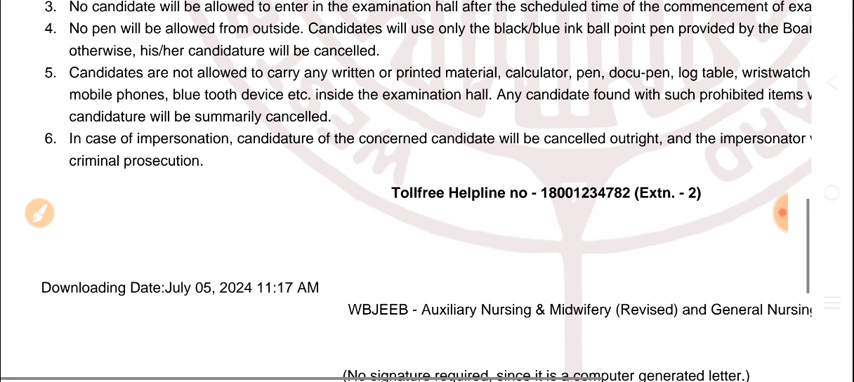 3. No candidate will be allowed to enter in the examination hall after the scheduled time of the commencement of exa
4. No pen will be allowed from outside. Candidates will use only the black/blue ink ball point pen provided by the Boar
otherwise, his/her candidature will be cancelled.
5. Candidates are not allowed to carry any written or printed material, calculator, pen, docu-pen, log table, wristwatch
mobile phones, blue tooth device etc. inside the examination hall. Any candidate found with such prohibited items w
candidature will be summarily cancelled.
6. In case of impersonation, candidature of the concerned candidate will be cancelled outright, and the impersonator
criminal prosecution.
Tollfree Helpline no - 18001234782 (Extn. - 2)
Downloading Date:July 05, 2024 11:17 AM
WBJEEB - Auxiliary Nursing & Midwifery (Revised) and General Nursing
(No signature required, since it is a computer generated letter.)